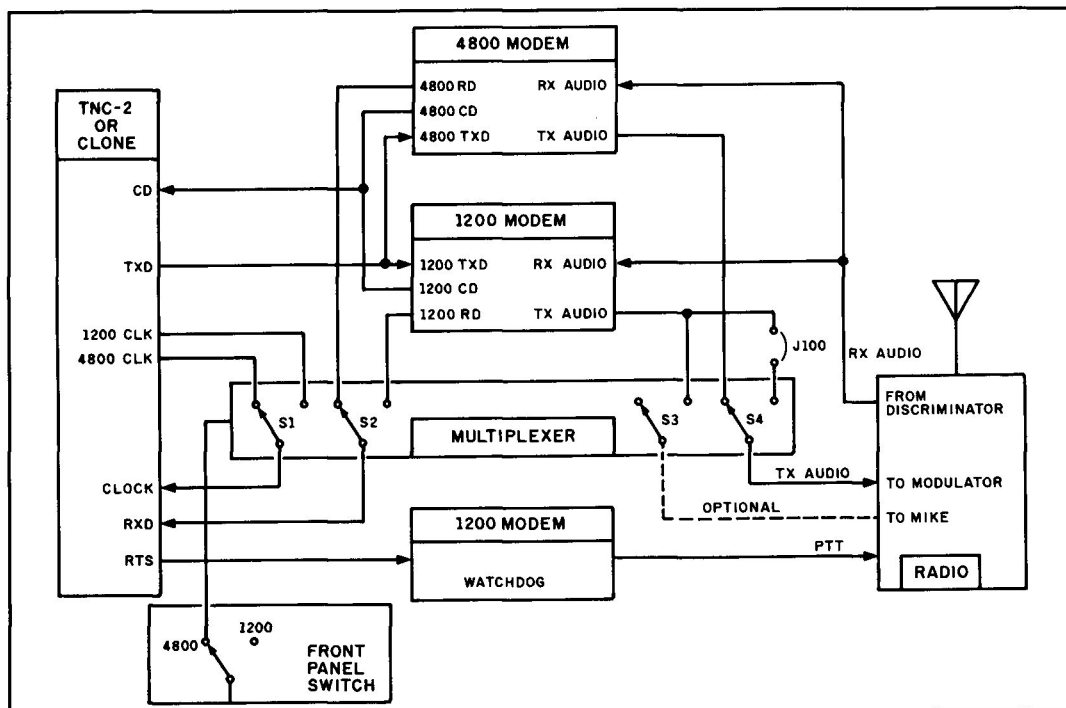 4800 MODEM
4800 RD
4800 CD
4800 TXD
RX AUDIO
TX AUDIO
TNC-2
OR
CLONE
CD
TXD
1200 CLK
4800 CLK
CLOCK
RXD
RTS
1200 MODEM
1200 TXD
1200 CD
1200 RD
RX AUDIO
TX AUDIO
J100
RX AUDIO
S1
S2
S3
S4
MULTIPLEXER
FROM
DISCRIMINATOR
TX AUDIO
TO MODULATOR
OPTIONAL
TO MIKE
1200 MODEM
WATCHDOG
PTT
RADIO
4800
1200
FRONT
PANEL
SWITCH